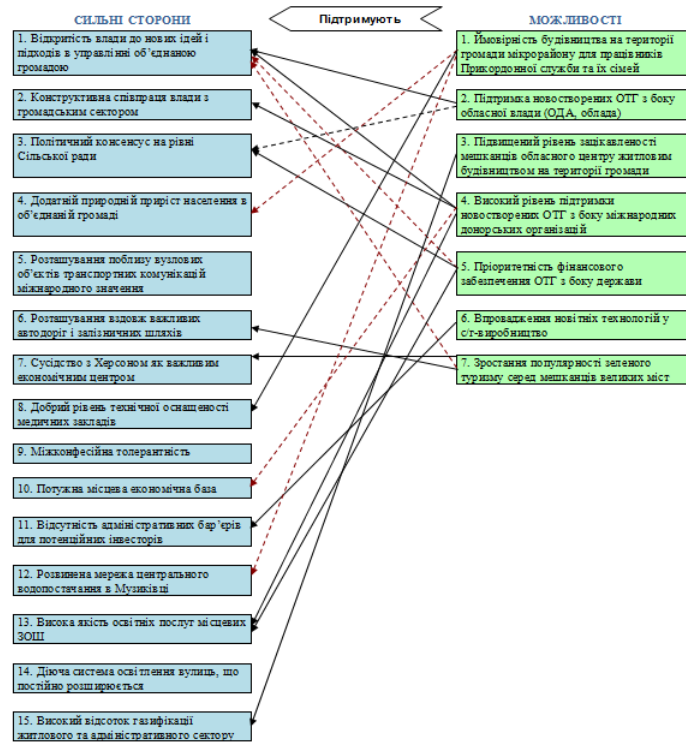 СИЛЬНІ СТОРОНИ
Підтримують
МОЖЛИВОСТІ
1. Відкритість влади до нових ідей і
підходів в управлінні об’єднаною
громадою
2. Конструктивна співпраця влади з
громадським сектором
3. Політичний консенсус на рівні
Сільської ради
4. Додатній природній приріст населення в
об’єднаній громаді
5. Розташування поблизу вузлових
об’єктів транспортних комунікацій
міжнародного значення
6. Розташування вздовж важливих
автодоріг і залізничних шляхів
7. Сусідство з Херсоном як важливим
економічним центром
8. Добрий рівень технічної оснащеності
медичних закладів
9. Міжконфесійна толерантність
10. Потужна місцева економічна база
11. Відсутність адміністративних бар’єрів
для потенційних інвесторів
12. Розвинена мережа центрального
водопостачання в Музиківці
13. Висока якість освітніх послуг місцевих
ЗОШ
14. Діюча система освітлення вулиць, що
постійно розширюється
15. Високий відсоток газифікації
житлового та адміністративного сектору
1. Ймовірність будівництва на території
громади мікрорайону для працівників
Прикордонної служби та їх сімей
2. Підтримка новостворених ОТГ з боку
обласної влади (ОДА, облада)
3. Підвищений рівень зацікавленості
мешканців обласного центру житловим
будівництвом на території громади
4. Високий рівень підтримки
новостворених ОТГ з боку міжнародних
донорських організацій
5. Пріоритетність фінансового
забезпечення ОТГ з боку держави
6. Впровадження новітніх технологій у
с/г-виробництво
7. Зростання популярності зеленого
туризму серед мешканців великих міст